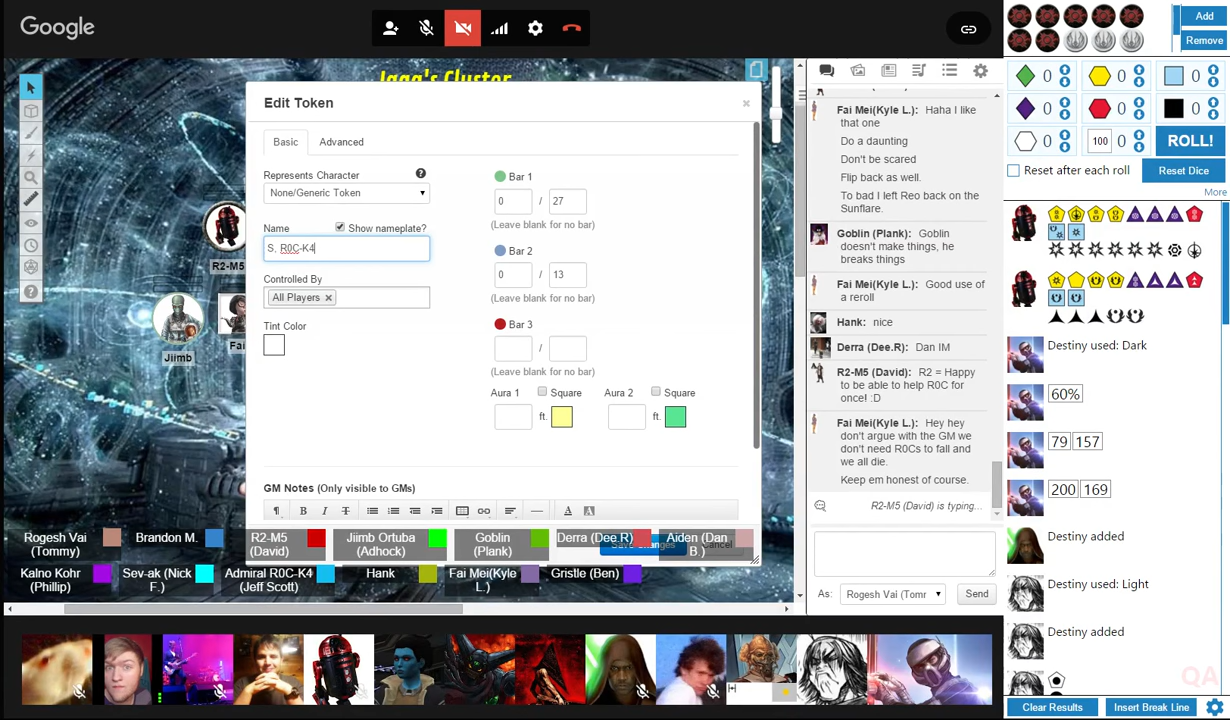 Google
Jaga's Cluster
Add
Remove
0
0
0
0
0
0
0
100
0
ROLL!
Reset after each roll
Reset Dice
More
Edit Token
×
Basic
Advanced
Represents Character
?
None/Generic Token
Name
Show nameplate?
S. R0C-K4
Controlled By
All Players ×
Tint Color
Bar 1
0 / 27
(Leave blank for no bar)
Bar 2
0 / 13
(Leave blank for no bar)
Bar 3
/
(Leave blank for no bar)
Aura 1
Square
Aura 2
Square
ft.
ft.
GM Notes (Only visible to GMs)
B
I
T
A
A
Save Changes
Cancel
R2-M5
Jiimb
Fai
Rogesh Vai
(Tommy)
Brandon M.
R2-M5
(David)
Jiimb Ortuba
(Adhock)
Goblin
(Plank)
Derra (Dee.R)
Aiden (Dan
B.)
Kalno Kohr
(Phillip)
Sev-ak (Nick
F.)
Admiral R0C-K4
(Jeff Scott)
Hank
Fai Mei(Kyle
L.)
Gristle (Ben)
Fai Mei(Kyle L.): Haha I like
that one
Do a daunting
Don't be scared
Flip back as well.
To bad I left Reo back on the
Sunflare.
Goblin (Plank): Goblin
doesn't make things, he
breaks things
Fai Mei(Kyle L.): Good use of
a reroll
Hank: nice
Derra (Dee.R): Dan IM
R2-M5 (David): R2 = Happy
to be able to help R0C for
once! :D
Fai Mei(Kyle L.): Hey hey
don't argue with the GM we
don't need R0Cs to fall and
we all die.
Keep em honest of course.
R2-M5 (David) is typing...
As:
Rogesh Vai (Tomr
Send
Destiny used: Dark
60%
79 157
200 169
Destiny added
Destiny used: Light
Destiny added
QA
Clear Results
Insert Break Line